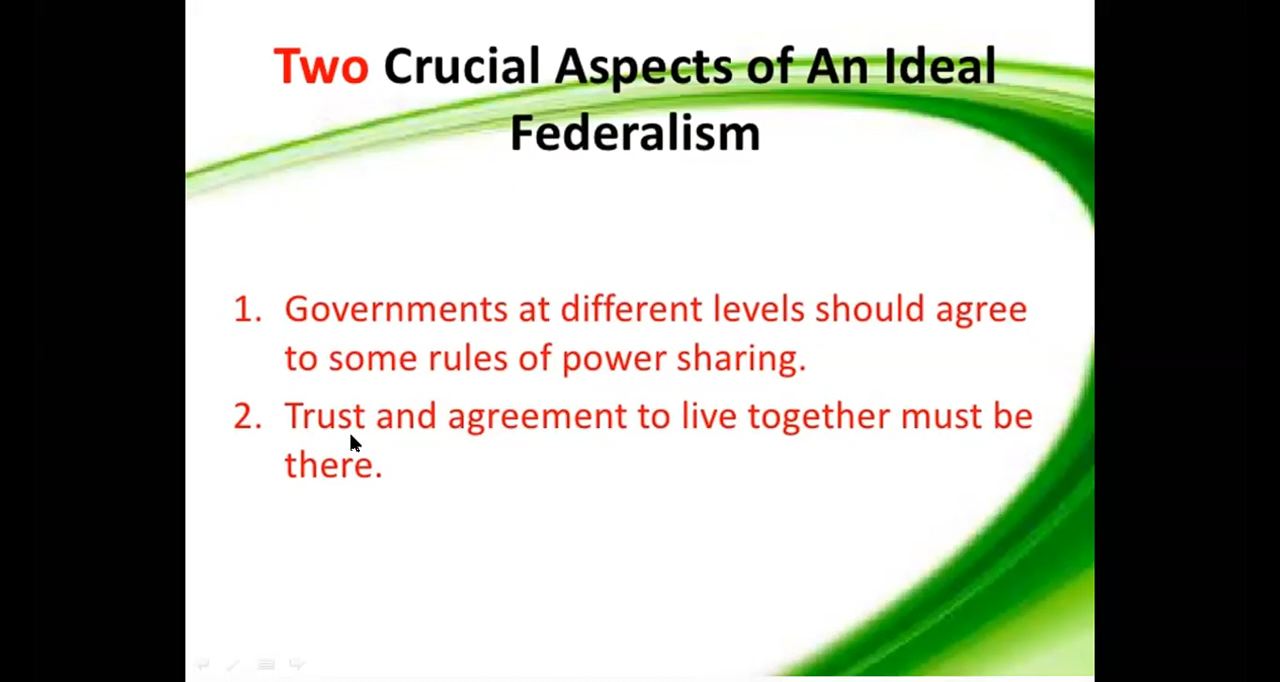 Two Crucial Aspects of An Ideal
Federalism
1. Governments at different levels should agree
to some rules of power sharing.
2. Trust and agreement to live together must be
there.